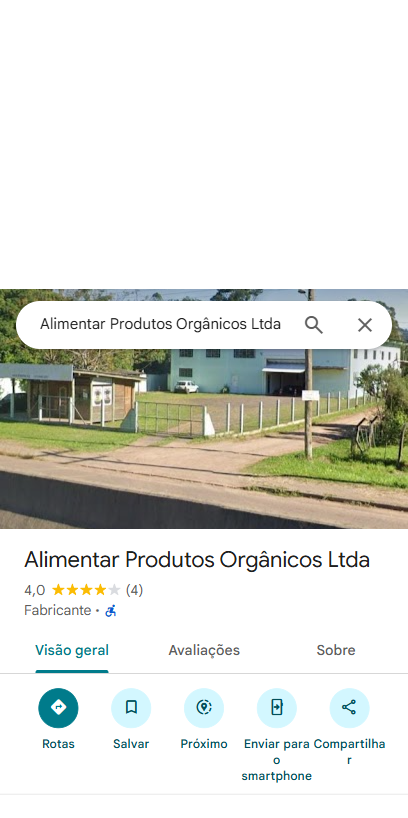 Alimentar Produtos Orgânicos Ltda
Alimentar Produtos Orgânicos Ltda
4,0 (4)
Fabricante ·
Visão geral Avaliações Sobre
Rotas Salvar Próximo Enviar para o smartphone Compartilhar